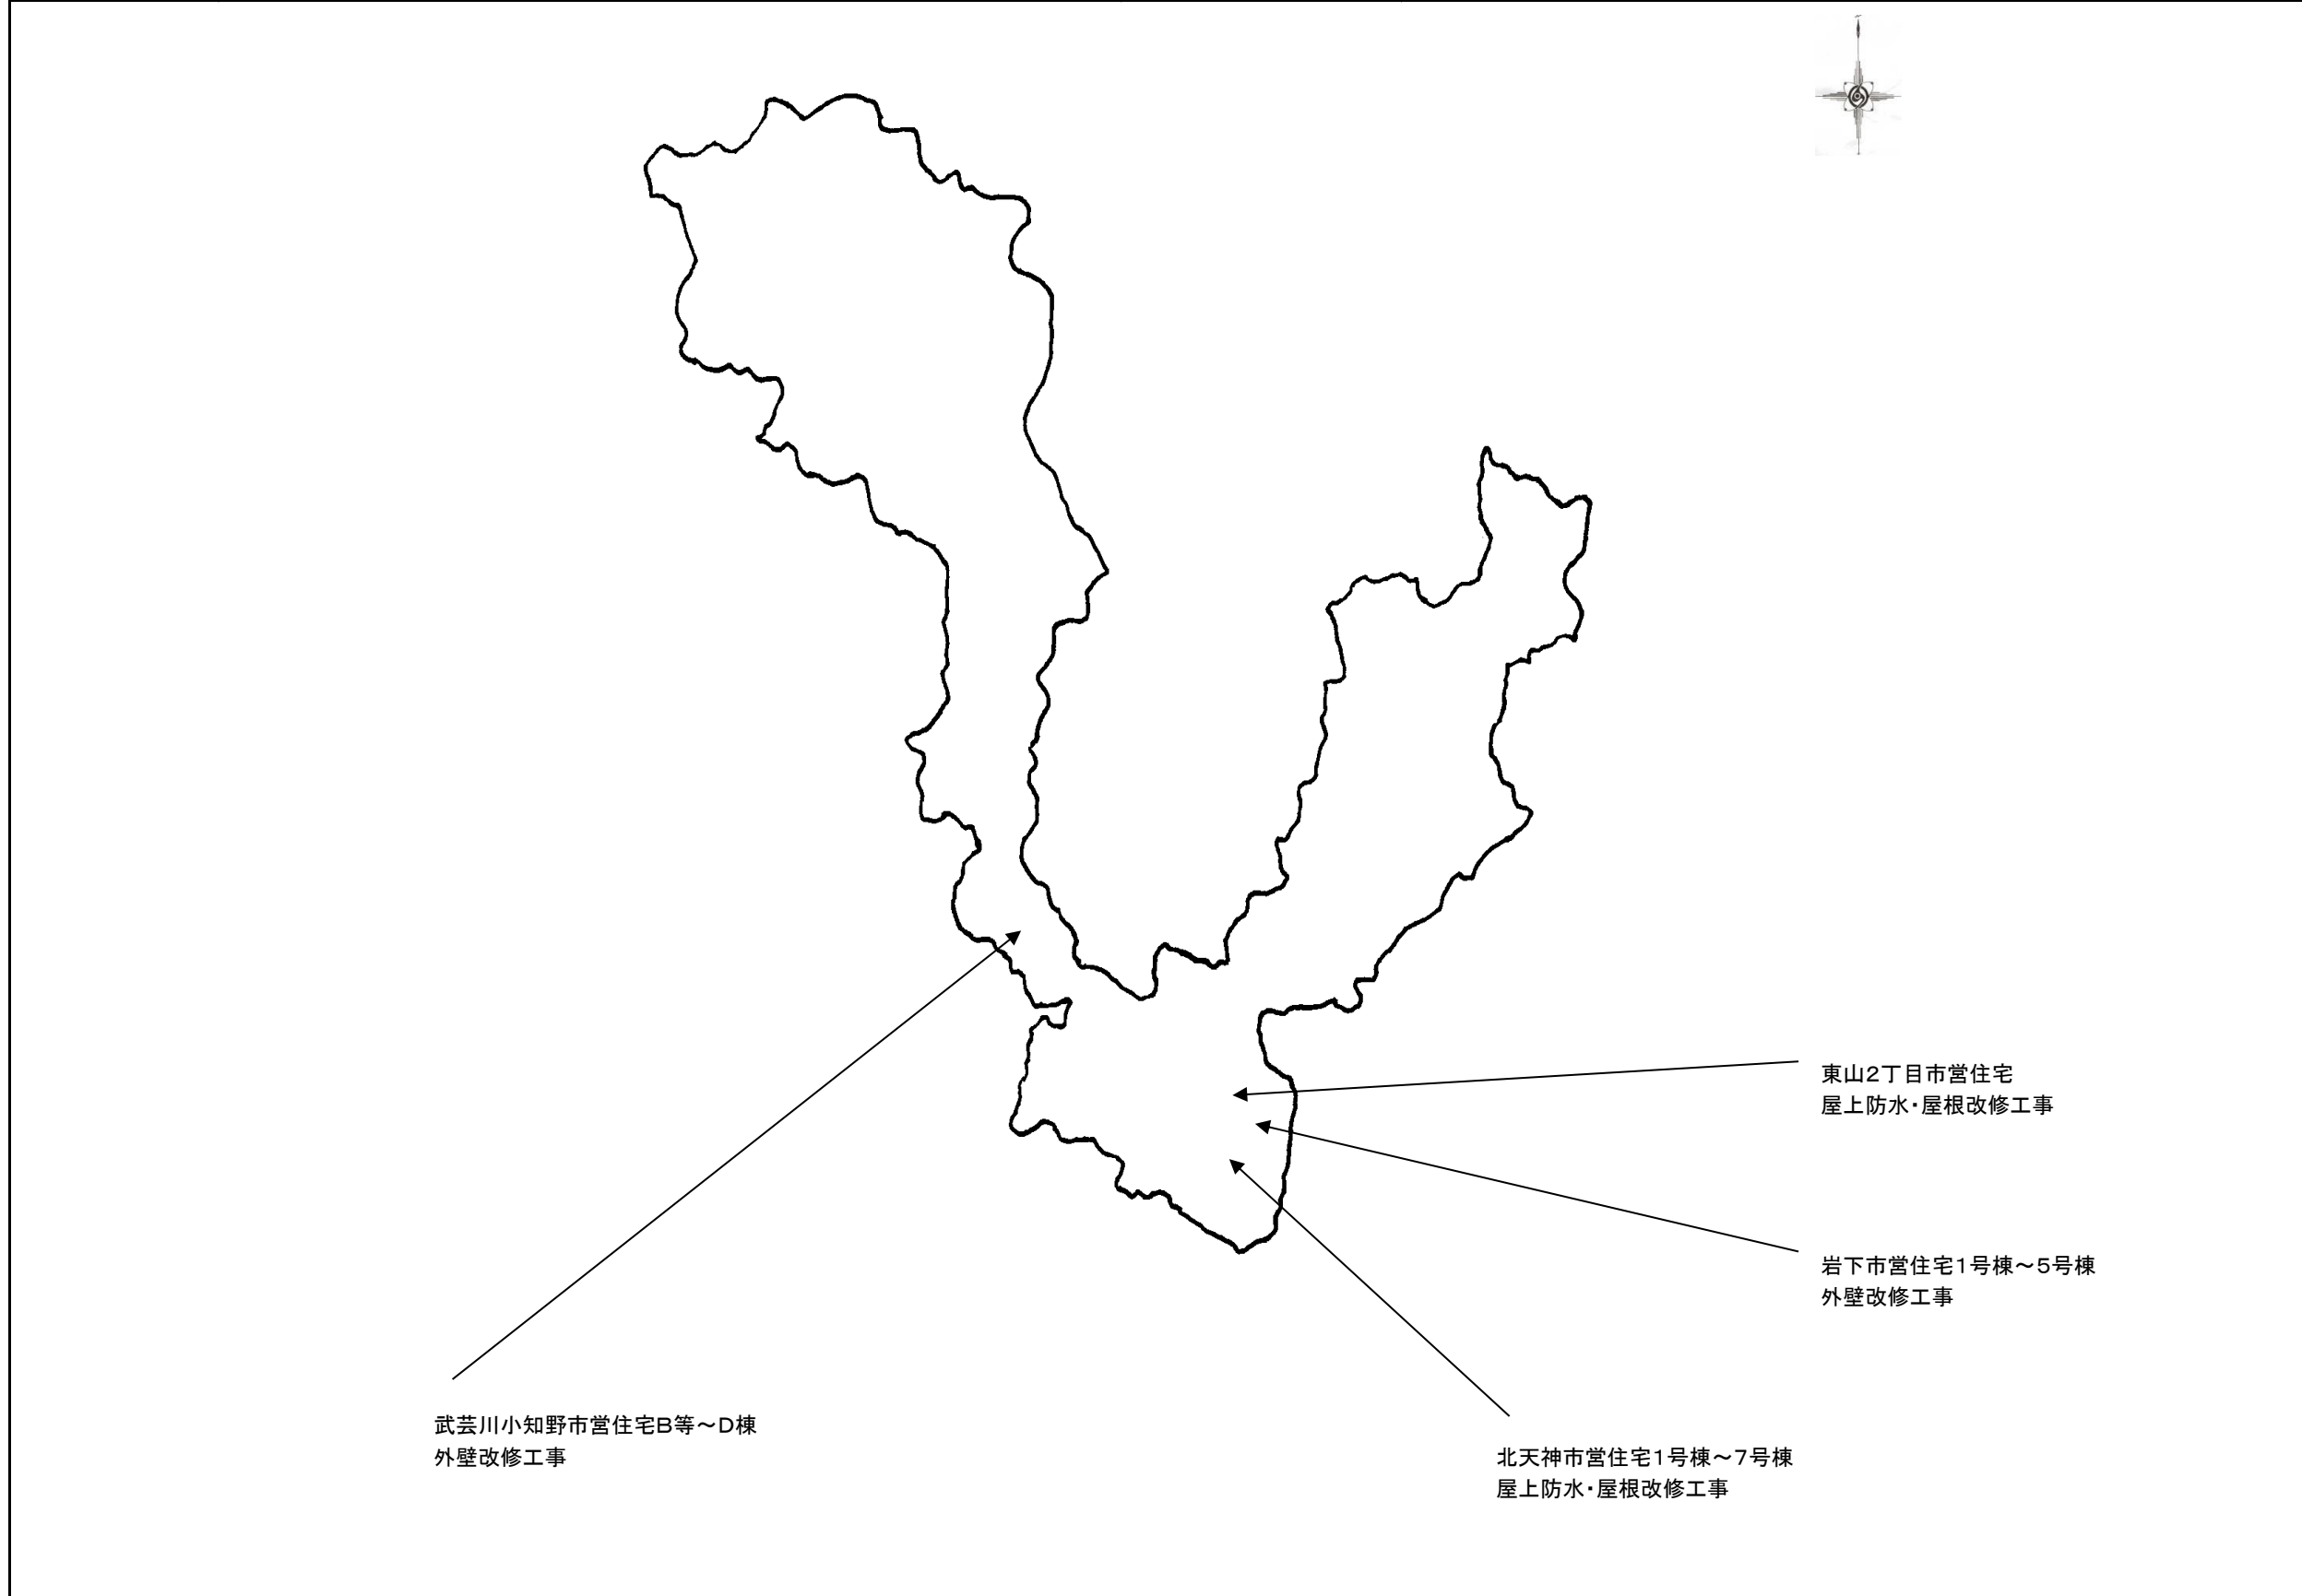 東山2丁目市営住宅
屋上防水・屋根改修工事
岩下市営住宅1号棟～5号棟
外壁改修工事
武芸川小知野市営住宅B等～D棟
外壁改修工事
北天神市営住宅1号棟～7号棟
屋上防水・屋根改修工事